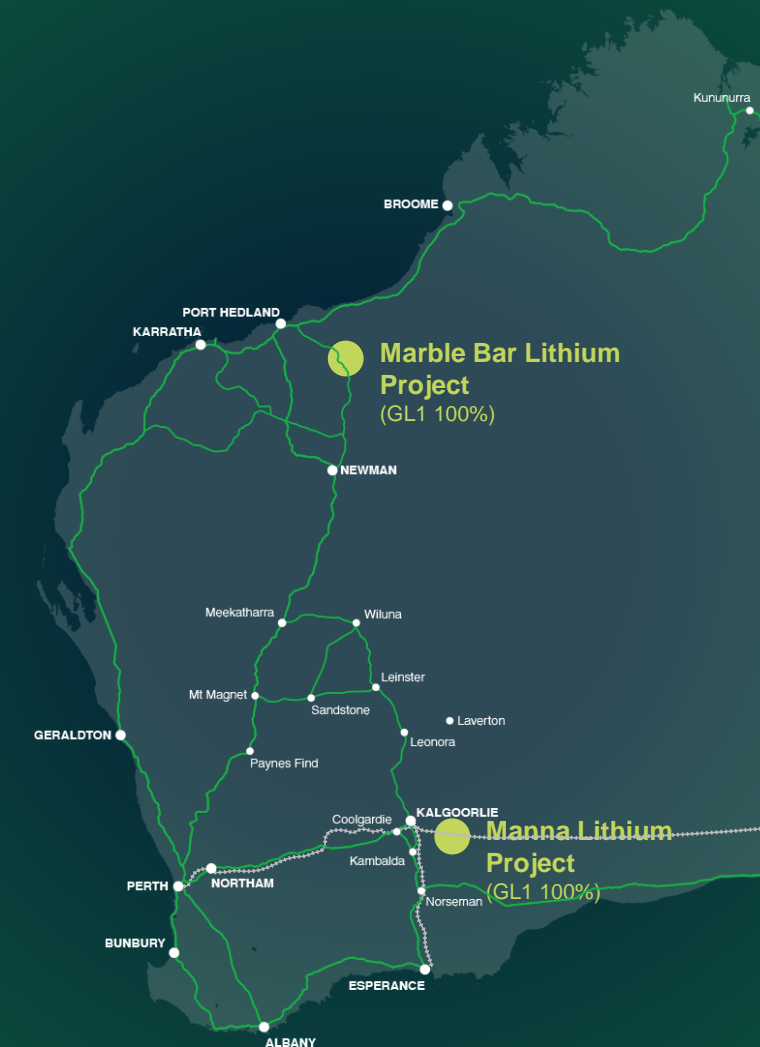 Kununurra
BROOME
PORT HEDLAND
KARRATHA
Marble Bar Lithium
Project
(GL1 100%)
NEWMAN
Meekatharra
Wiluna
Leinster
Mt Magnet
Sandstone
Laverton
GERALDTON
Leonora
Paynes Find
KALGOORLIE
Coolgardie
Manna Lithium
Project
(GL1 100%)
Kambalda
NORTHAM
PERTH
Norseman
BUNBURY
ESPERANCE
ALBANY